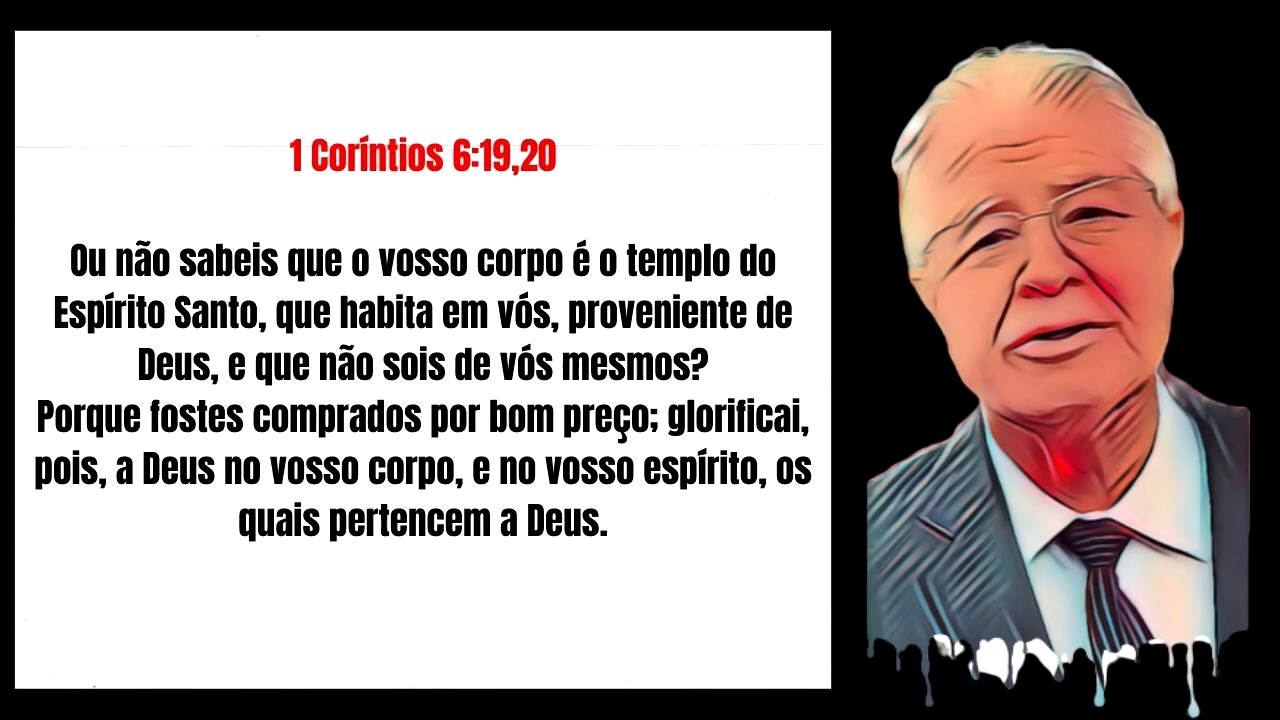 1 Coríntios 6:19,20
Ou não sabeis que o vosso corpo é o templo do
Espírito Santo, que habita em vós, proveniente de
Deus, e que não sois de vós mesmos?
Porque fostes comprados por bom preço; glorificai,
pois, a Deus no vosso corpo, e no vosso espírito, os
quais pertencem a Deus.